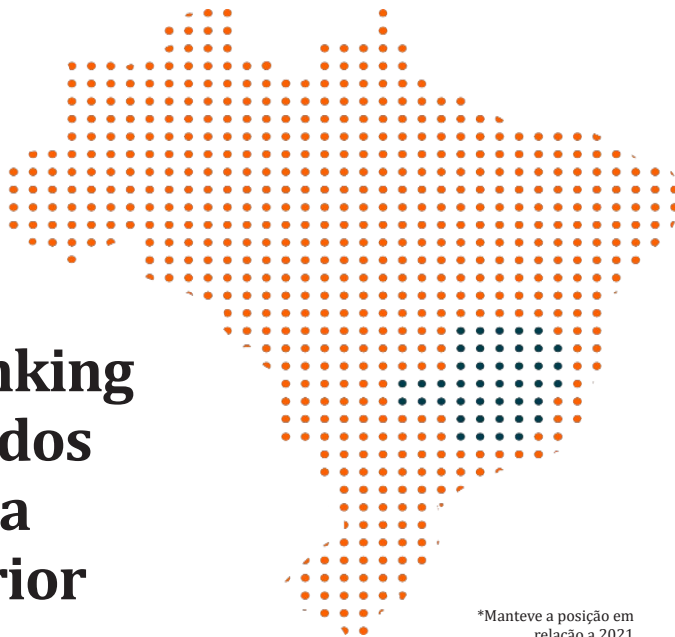 nking
dos
a
rior
*Manteve a posição em
relação a 2021